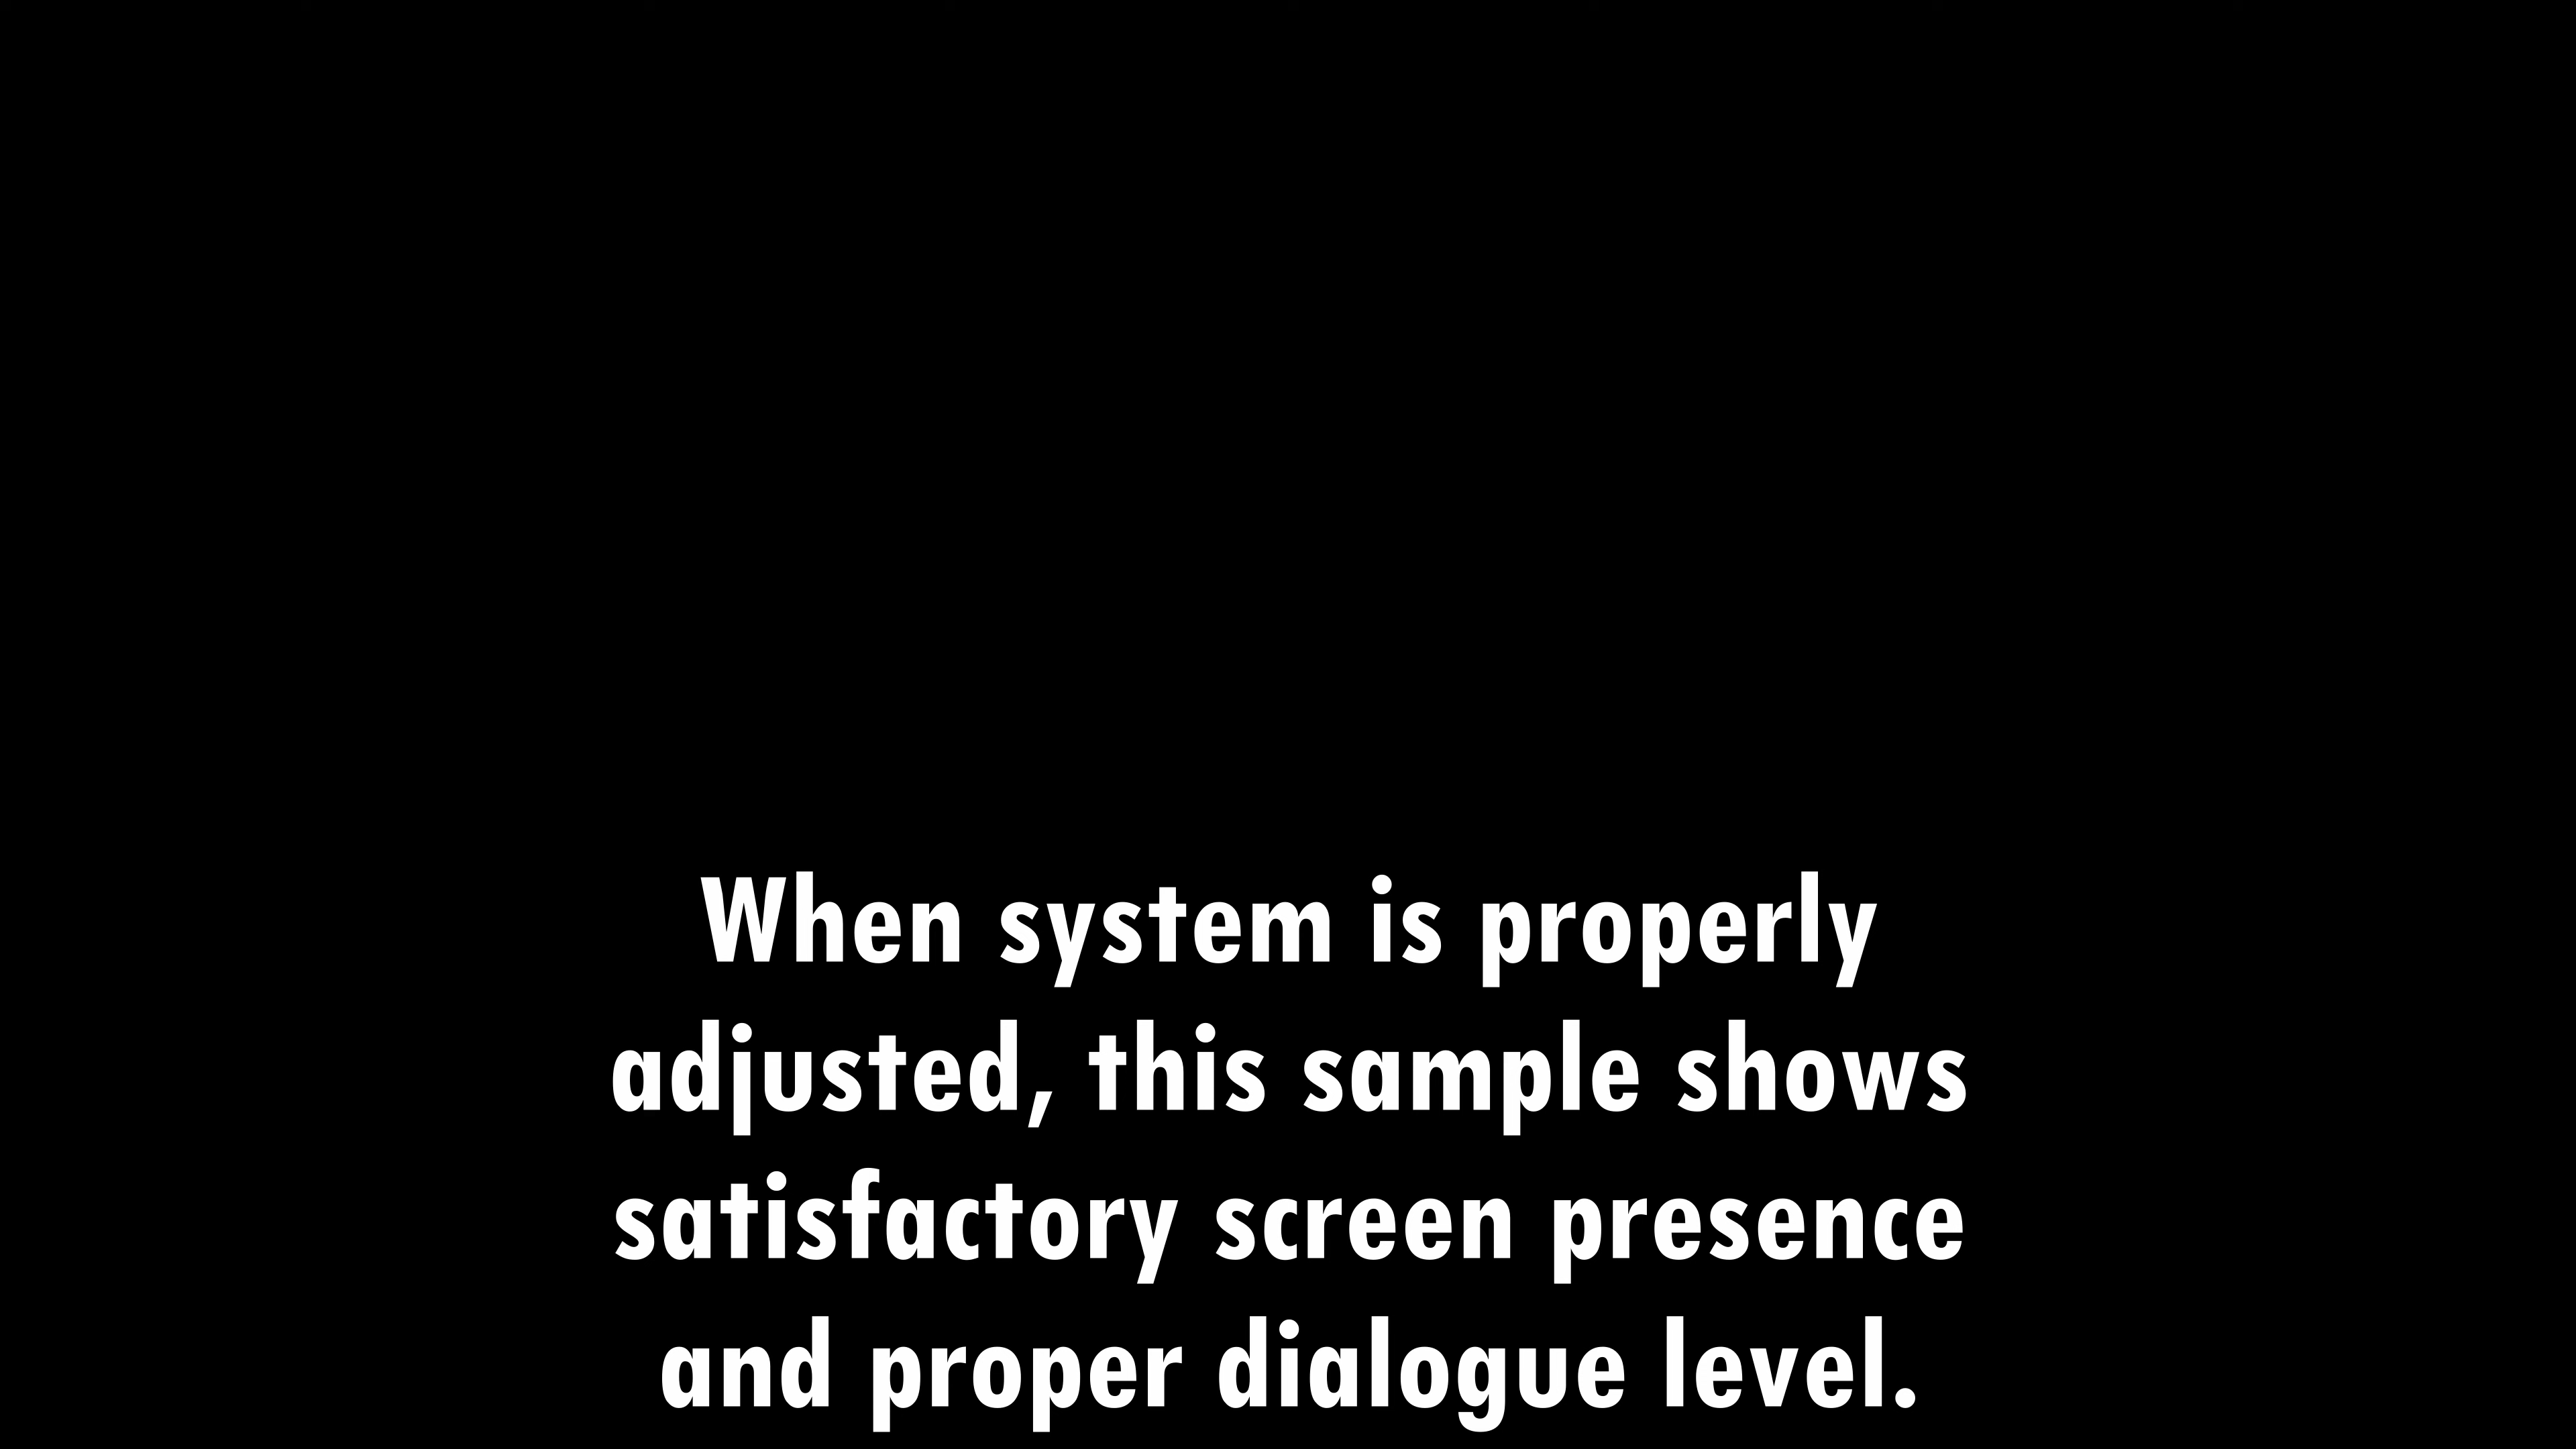 When system is properly
adjusted, this sample shows
satisfactory screen presence
and proper dialogue level.